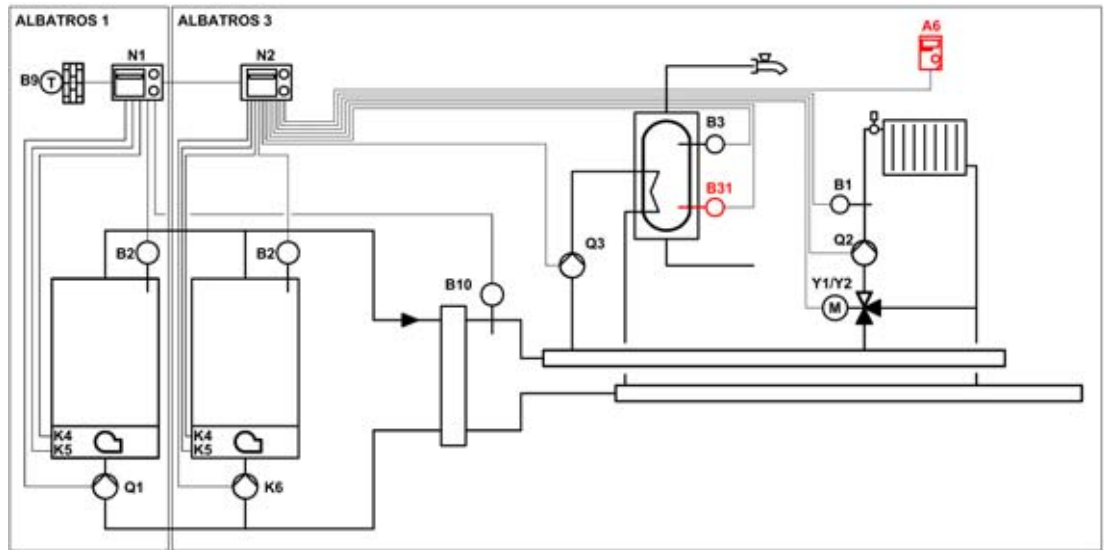 ALBATROS 1
ALBATROS 3
A6
N1
N2
B9
T
B3
B31
B1
Q2
Q3
Y1/Y2
M
B2
B2
B10
K4
K5
K4
K5
Q1
K6